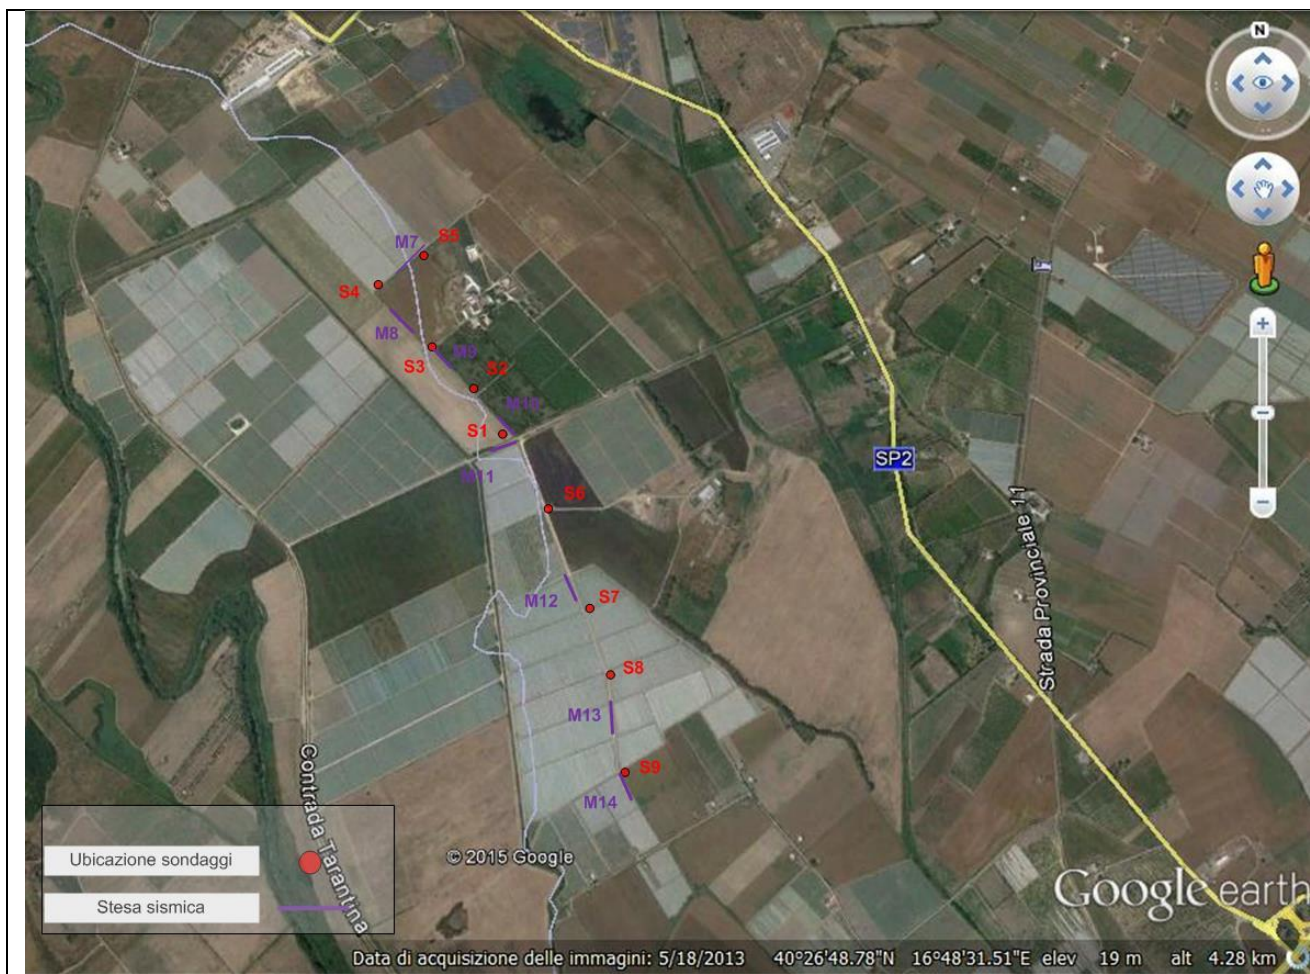 N
M7
S5
S4
M8
M9
S3
S2
M10
S1
M11
SP2
S6
Strada Provinciale 11
M12
S7
S8
M13
S9
M14
Contrada Tarantina
Ubicazione sondaggi
Stesa sismica
© 2015 Google
Google earth
Data di acquisizione delle immagini: 5/18/2013 40°26'48.78"N 16°48'31.51"E elev 19 m alt 4.28 km